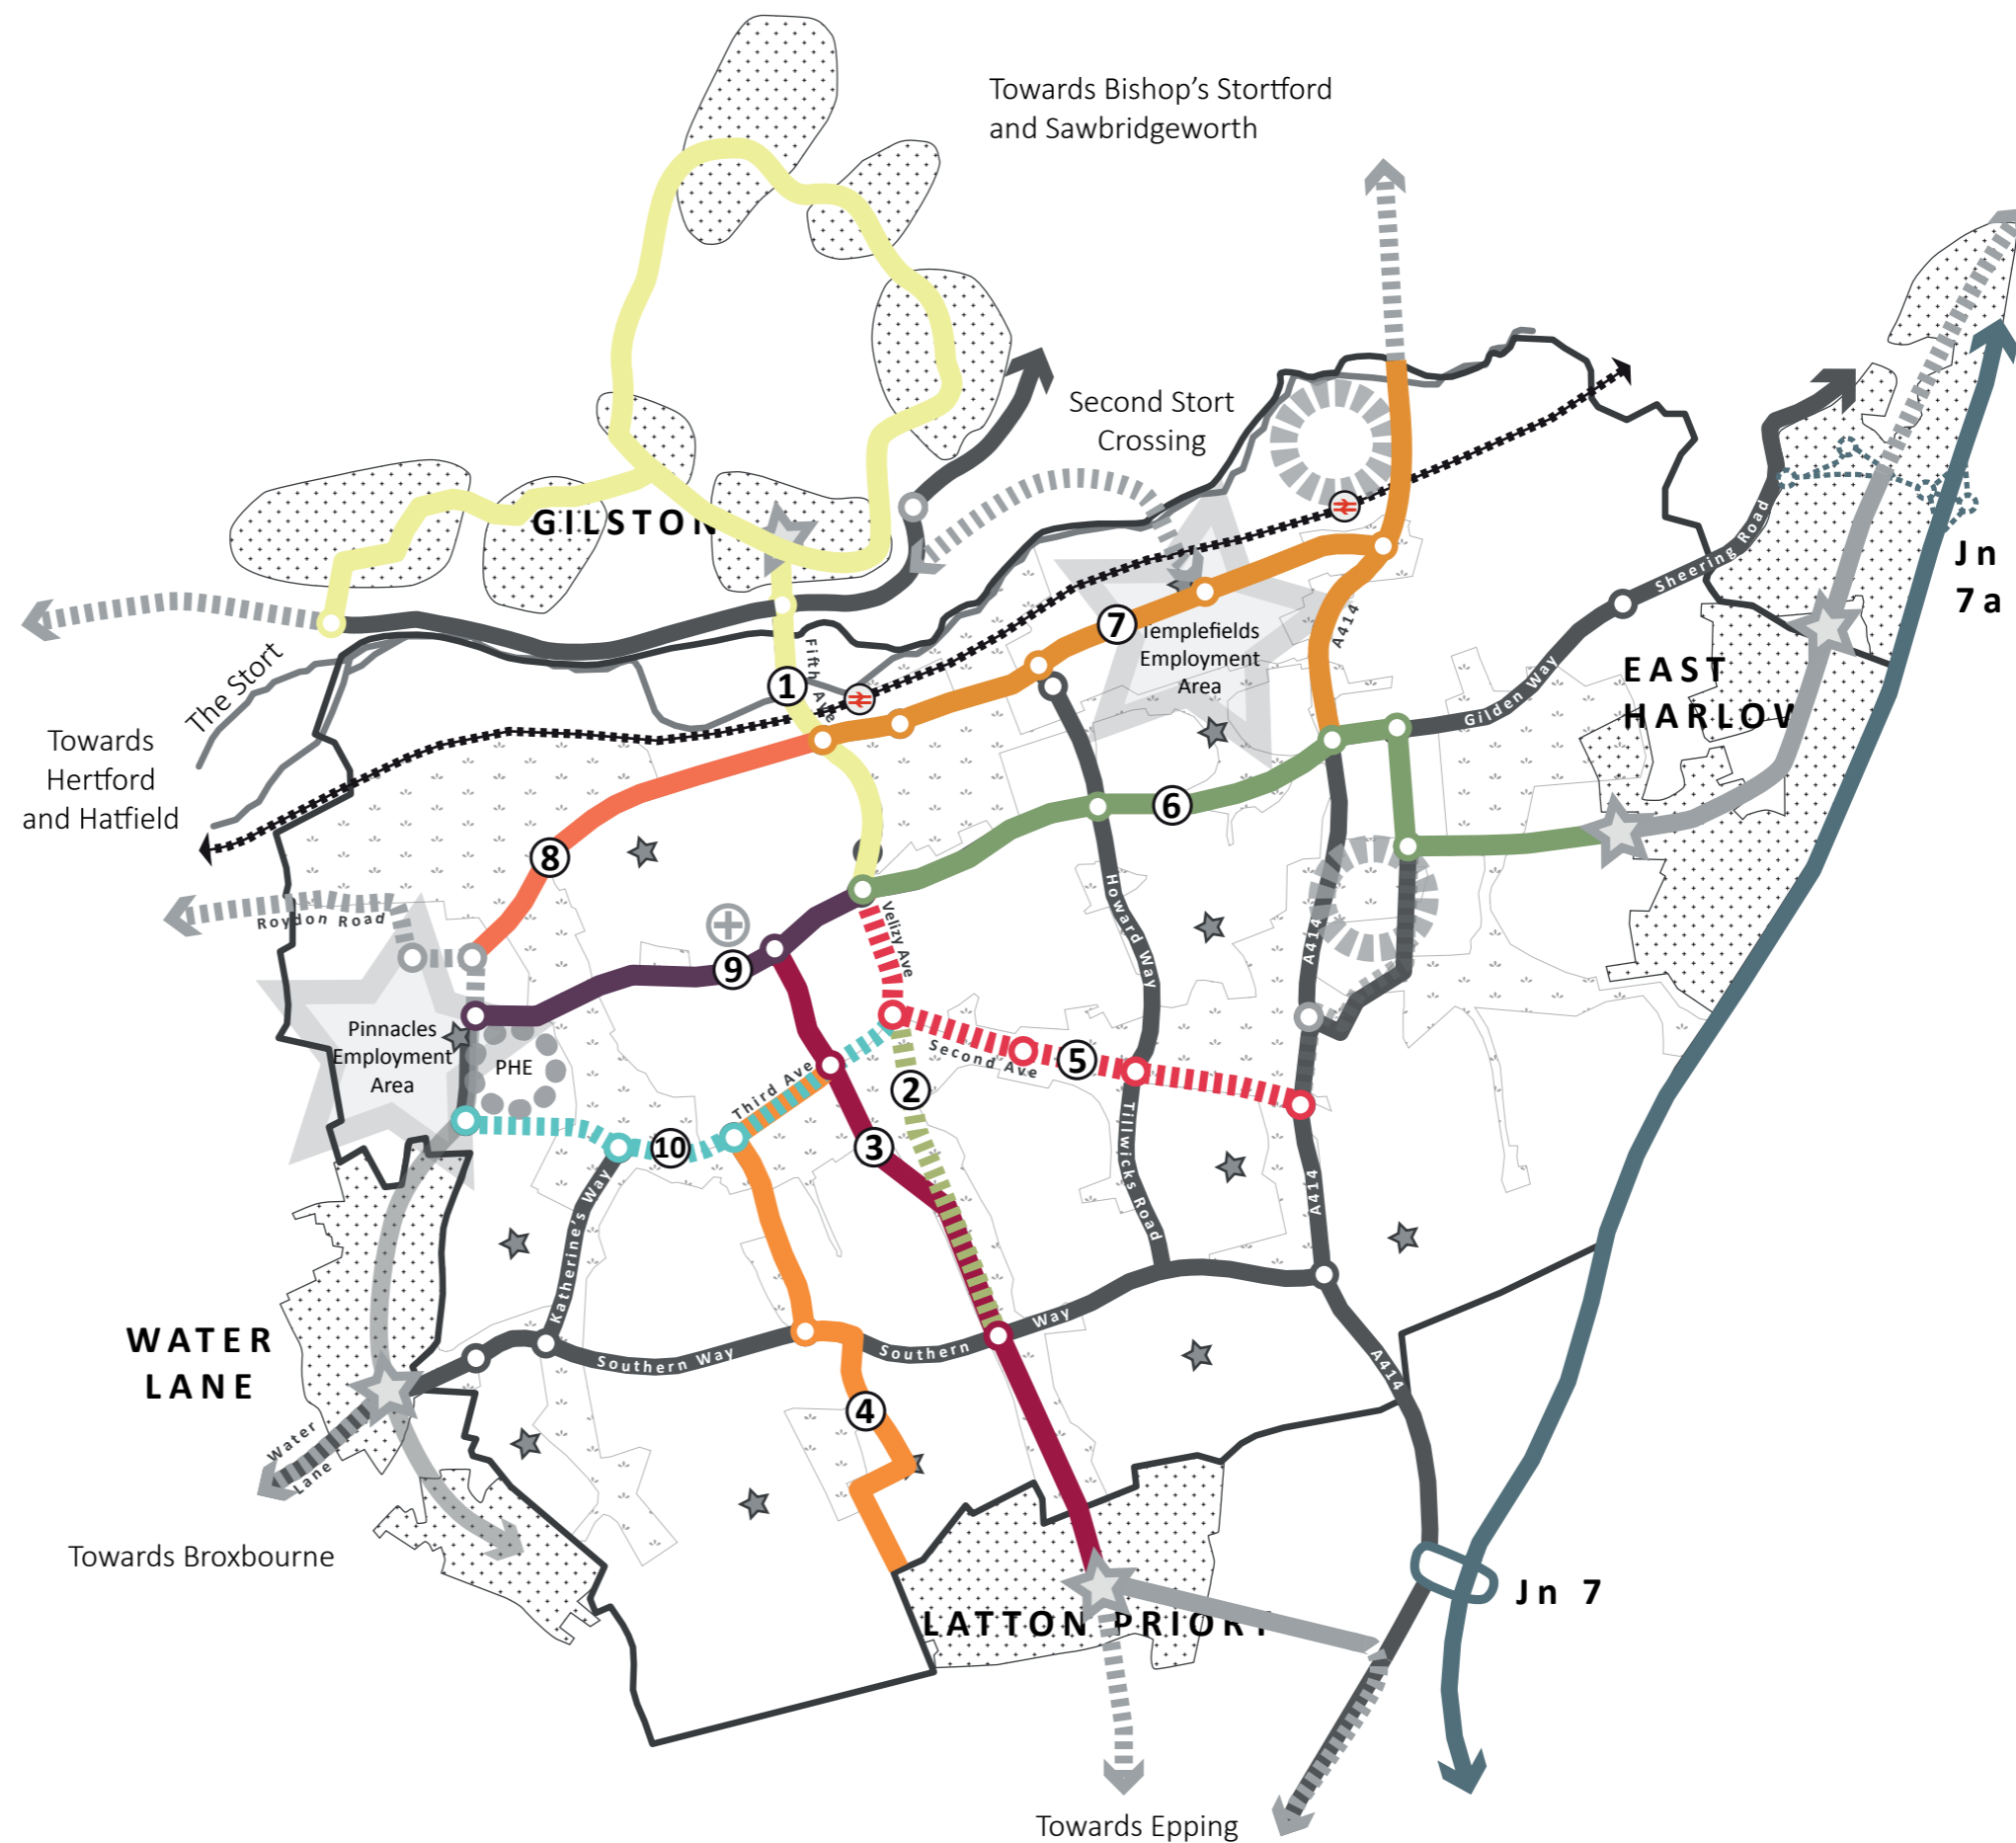 Towards Bishop's Stortford
and Sawbridgeworth
Second Stort
Crossing
GILSTON
Jn
7a
Sheering Road
The Stort
Fifth Ave
1
7
Templefields
Employment
Area
A414
EAST
HARLOW
Gilden Way
Towards
Hertford
and Hatfield
6
8
Roydon Road
Velizy Ave
Howard Way
A414
9
Pinnacles
Employment
Area
PHE
Second Ave
5
Third Ave
2
10
3
Tillwicks Road
Katherine's Way
A414
WATER
LANE
Southern Way
Southern Way
A414
4
Water
Lane
Towards Broxbourne
Jn 7
LATTON PRIORY
Towards Epping